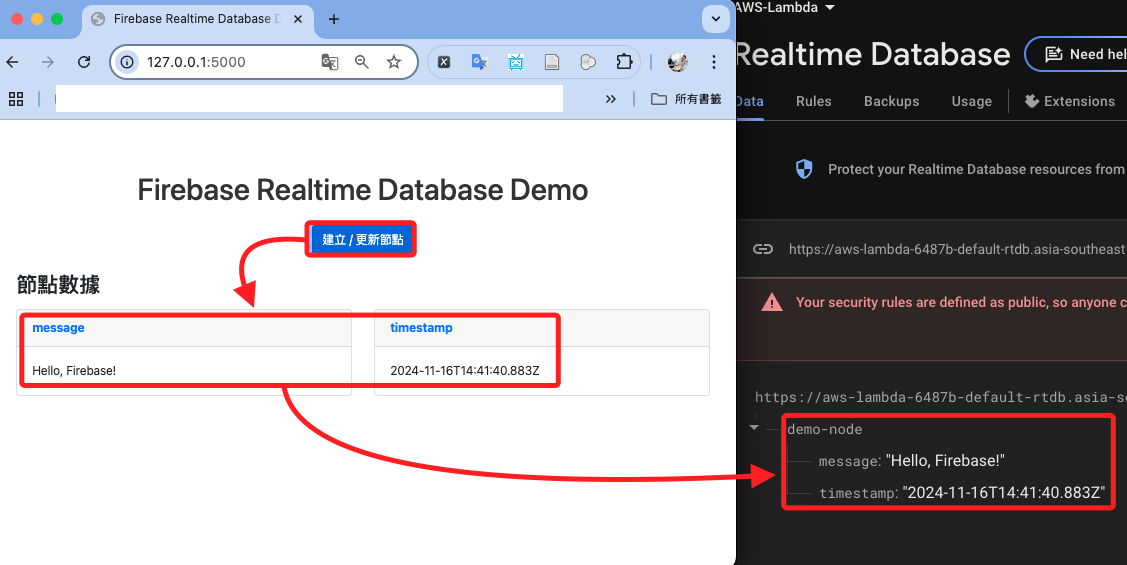 Firebase Realtime Database D
127.0.0.1:5000
所有書籤
Firebase Realtime Database Demo
建立 / 更新節點
節點數據
message
timestamp
Hello, Firebase!
2024-11-16T14:41:40.883Z
AWS-Lambda
Realtime Database
Need hel
Data
Rules
Backups
Usage
Extensions
Protect your Realtime Database resources from
https://aws-lambda-6487b-default-rtdb.asia-southeast
Your security rules are defined as public, so anyone c
https://aws-lambda-6487b-default-rtdb.asia-so
demo-node
message: "Hello, Firebase!"
timestamp: "2024-11-16T14:41:40.883Z"